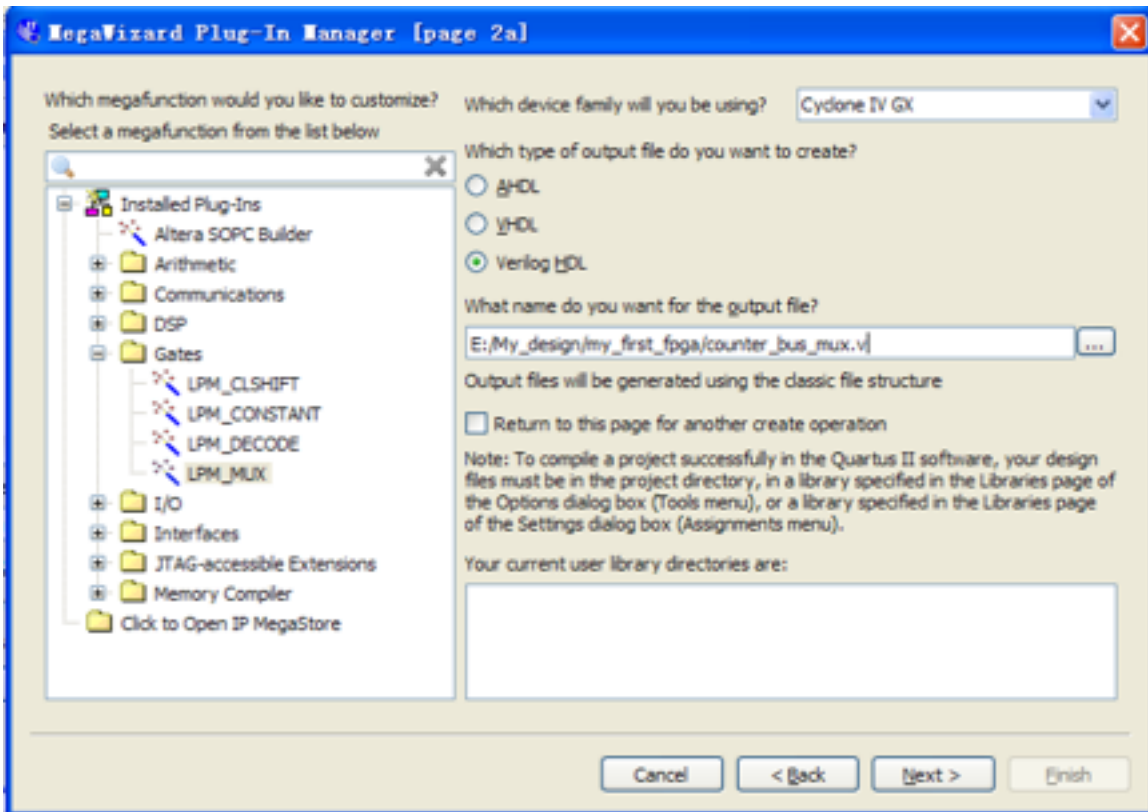 MegaWizard Plug-In Manager [page 2a]
Which megafunction would you like to customize?
Select a megafunction from the list below
Installed Plug-Ins
Altera SOPC Builder
Arithmetic
Communications
DSP
Gates
LPM_CLSHIFT
LPM_CONSTANT
LPM_DECODE
LPM_MUX
I/O
Interfaces
JTAG-accessible Extensions
Memory Compiler
Click to Open IP MegaStore
Which device family will you be using?
Cyclone IV GX
Which type of output file do you want to create?
AHDL
VHDL
Verilog HDL
What name do you want for the output file?
E:/My_design/my_first_fpga/counter_bus_mux.v
...
Output files will be generated using the classic file structure
Return to this page for another create operation
Note: To compile a project successfully in the Quartus II software, your design
files must be in the project directory, in a library specified in the Libraries page of
the Options dialog box (Tools menu), or a library specified in the Libraries page
of the Settings dialog box (Assignments menu).
Your current user library directories are:
Cancel
< Back
Next >
Finish